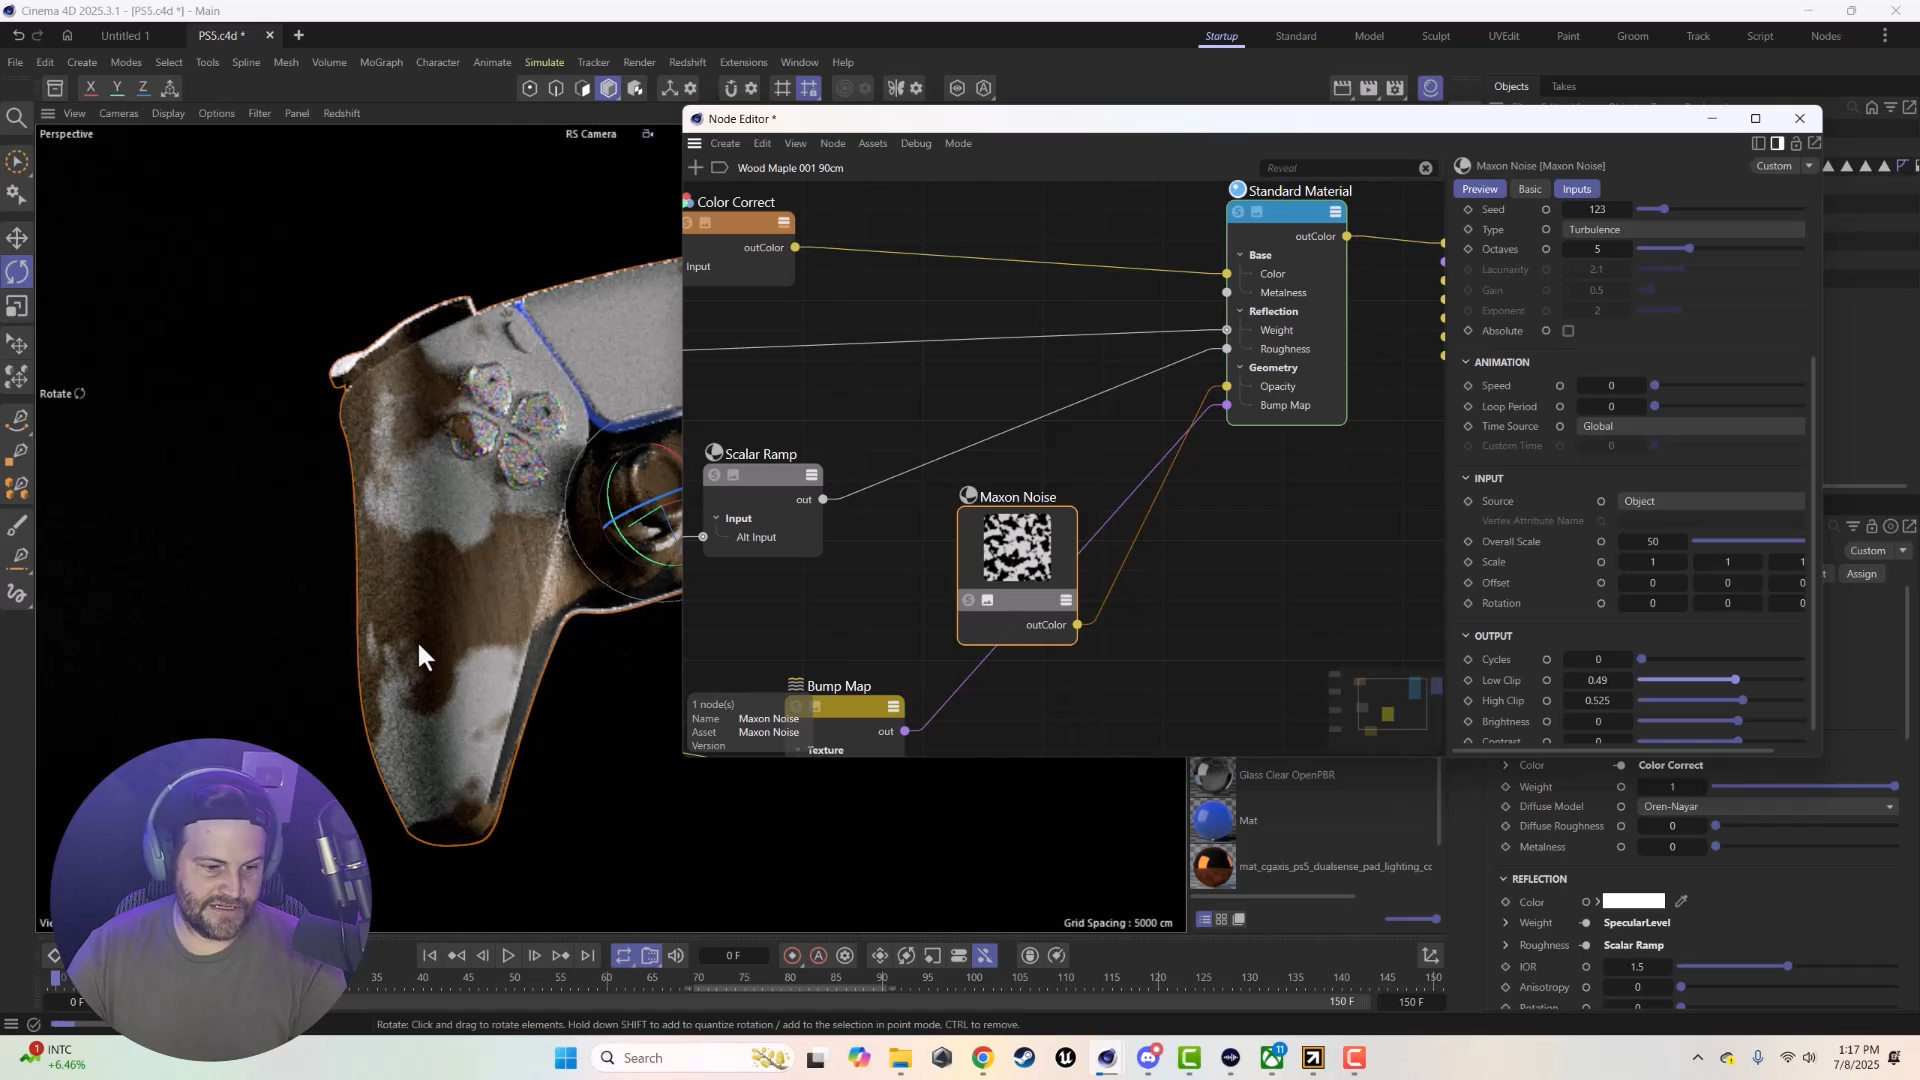 Cinema 4D 2025.3.1 - [PS5.c4d *] - Main
Untitled 1
PS5.c4d *
Startup
Standard
Model
Sculpt
UVEdit
Paint
Groom
Track
Script
Nodes
File Edit Create Modes Select Tools Spline Mesh Volume MoGraph Character Animate Simulate Tracker Render Redshift Extensions Window Help
X Y Z
Objects Takes
View Cameras Display Options Filter Panel Redshift
Perspective
RS Camera
Node Editor *
Create Edit View Node Assets Debug Mode
Wood Maple 001 90cm
Reveal
Maxon Noise [Maxon Noise]
Custom
Preview Basic Inputs
Color Correct
outColor
Input
Standard Material
outColor
Base
Color
Metalness
Reflection
Weight
Roughness
Geometry
Opacity
Bump Map
Scalar Ramp
out
Input
Alt Input
Maxon Noise
outColor
Bump Map
out
Texture
1 node(s)
Name Maxon Noise
Asset Maxon Noise
Version
Seed 123
Type Turbulence
Octaves 5
Lacunarity 2.1
Gain 0.5
Exponent 2
Absolute
ANIMATION
Speed 0
Loop Period 0
Time Source Global
Custom Time 0
INPUT
Source Object
Vertex Attribute Name
Overall Scale 50
Scale 1 1 1
Offset 0 0 0
Rotation 0 0 0
OUTPUT
Cycles 0
Low Clip 0.49
High Clip 0.525
Brightness 0
Contrast 0
Custom
Assign
Rotate
Glass Clear OpenPBR
Mat
mat_cgaxis_ps5_dualsense_pad_lighting_cc
Color Color Correct
Weight 1
Diffuse Model Oren-Nayar
Diffuse Roughness 0
Metalness 0
REFLECTION
Color
Weight SpecularLevel
Roughness Scalar Ramp
IOR 1.5
Anisotropy 0
Rotation 0
Grid Spacing : 5000 cm
0 F
35 40 45 50 55 60 65 70 75 80 85 90 95 100 105 110 115 120 125 130 135 140 145 150
0 F
150 F
150 F
Rotate: Click and drag to rotate elements. Hold down SHIFT to add to quantize rotation / add to the selection in point mode, CTRL to remove.
1
INTC
+6.46%
Search
11
1:17 PM
7/8/2025